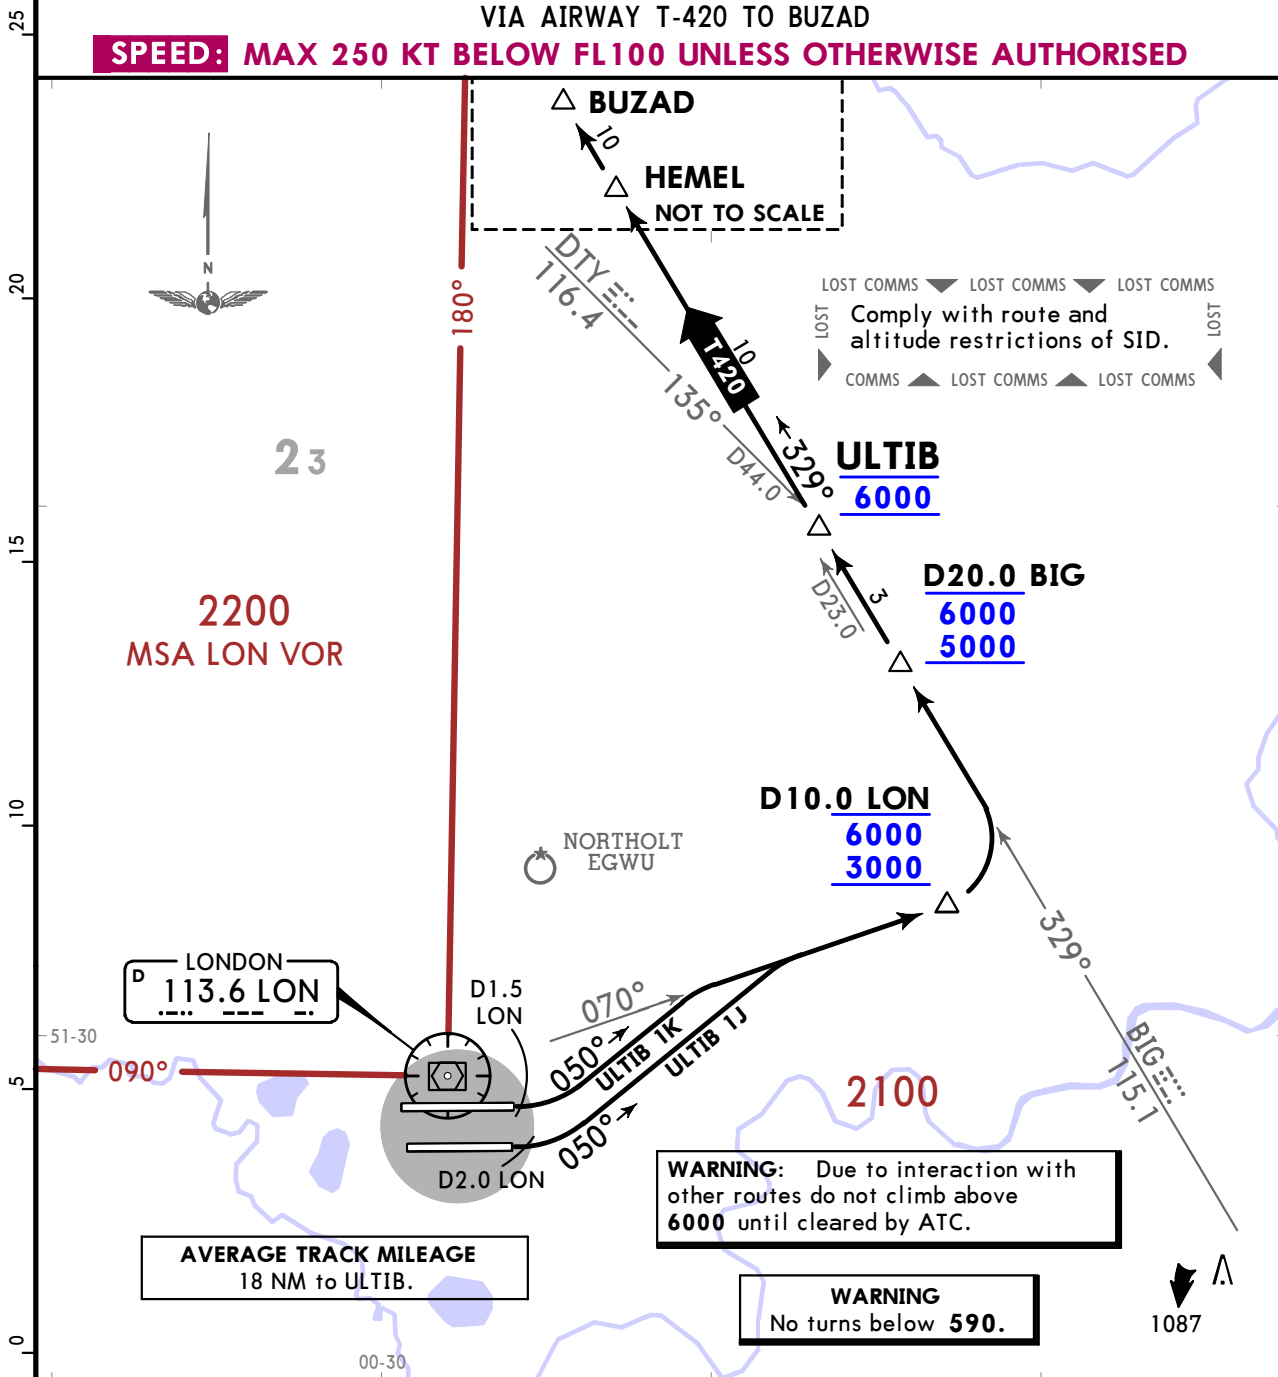 VIA AIRWAY T-420 TO BUZAD
SPEED: MAX 250 KT BELOW FL100 UNLESS OTHERWISE AUTHORISED
25
BUZAD
10
HEMEL
NOT TO SCALE
N
DTY
116.4
180°
20
LOST COMMS LOST COMMS LOST COMMS
LOST
Comply with route and
altitude restrictions of SID.
LOST
COMMS LOST COMMS LOST COMMS
T420
10
135°
D44.0
329°
23
ULTIB
6000
15
D23.0
3
D20.0 BIG
6000
5000
2200
MSA LON VOR
D10.0 LON
6000
3000
10
NORTHOLT
EGWU
329°
LONDON
D 113.6 LON
D1.5
LON
070°
050°
ULTIB 1K
ULTIB 1J
050°
51-30
090°
5
BIG
115.1
2100
D2.0 LON
WARNING: Due to interaction with
other routes do not climb above
6000 until cleared by ATC.
AVERAGE TRACK MILEAGE
18 NM to ULTIB.
WARNING
No turns below 590.
1087
0
00-30